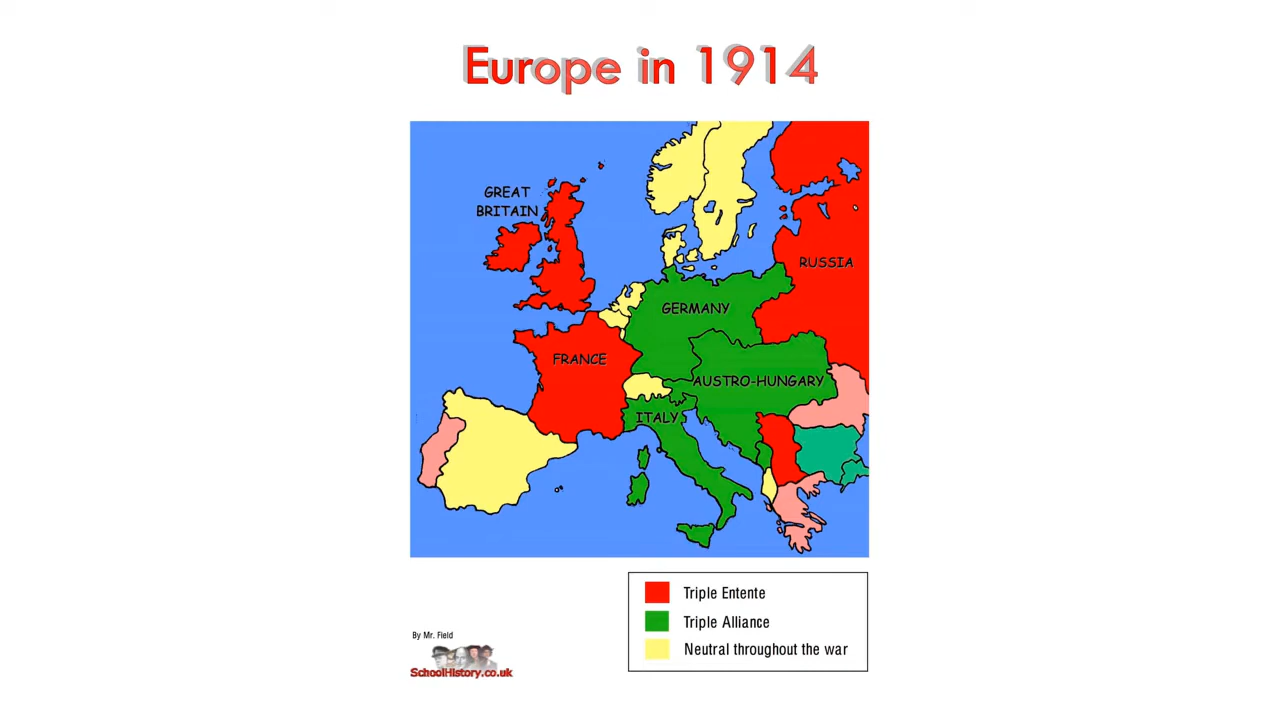 Europe in 1914
GREAT
BRITAIN
RUSSIA
GERMANY
FRANCE
AUSTRO-HUNGARY
ITALY
Triple Entente
Triple Alliance
Neutral throughout the war
By Mr. Field
SchoolHistory.co.uk